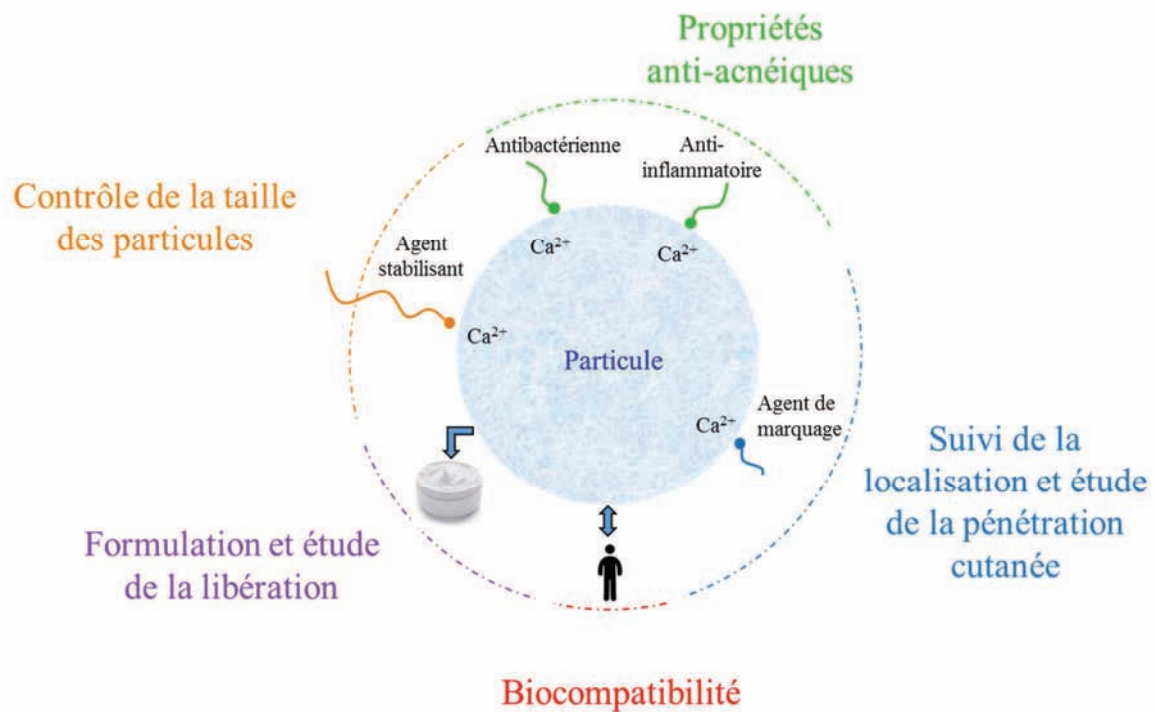 Propriétés
anti-acnéiques
Antibactérienne
Anti-
inflammatoire
Contrôle de la taille
des particules
Agent
stabilisant
Ca²⁺
Ca²⁺
Ca²⁺
Particule
Ca²⁺
Agent de
marquage
Suivi de la
localisation et étude
de la pénétration
cutanée
Formulation et étude
de la libération
Biocompatibilité